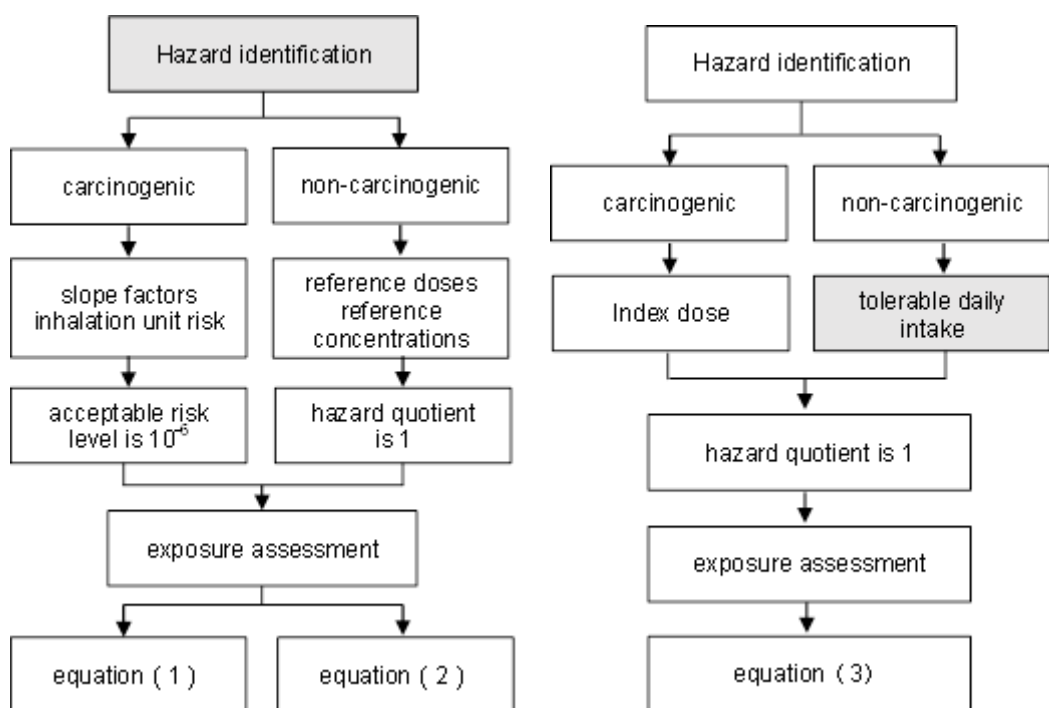 Hazard identification
carcinogenic
non-carcinogenic
slope factors
inhalation unit risk
reference doses
reference
concentrations
acceptable risk
level is 10⁻⁶
hazard quotient
is 1
exposure assessment
equation ( 1 )
equation ( 2 )
Hazard identification
carcinogenic
non-carcinogenic
Index dose
tolerable daily
intake
hazard quotient is 1
exposure assessment
equation (3)